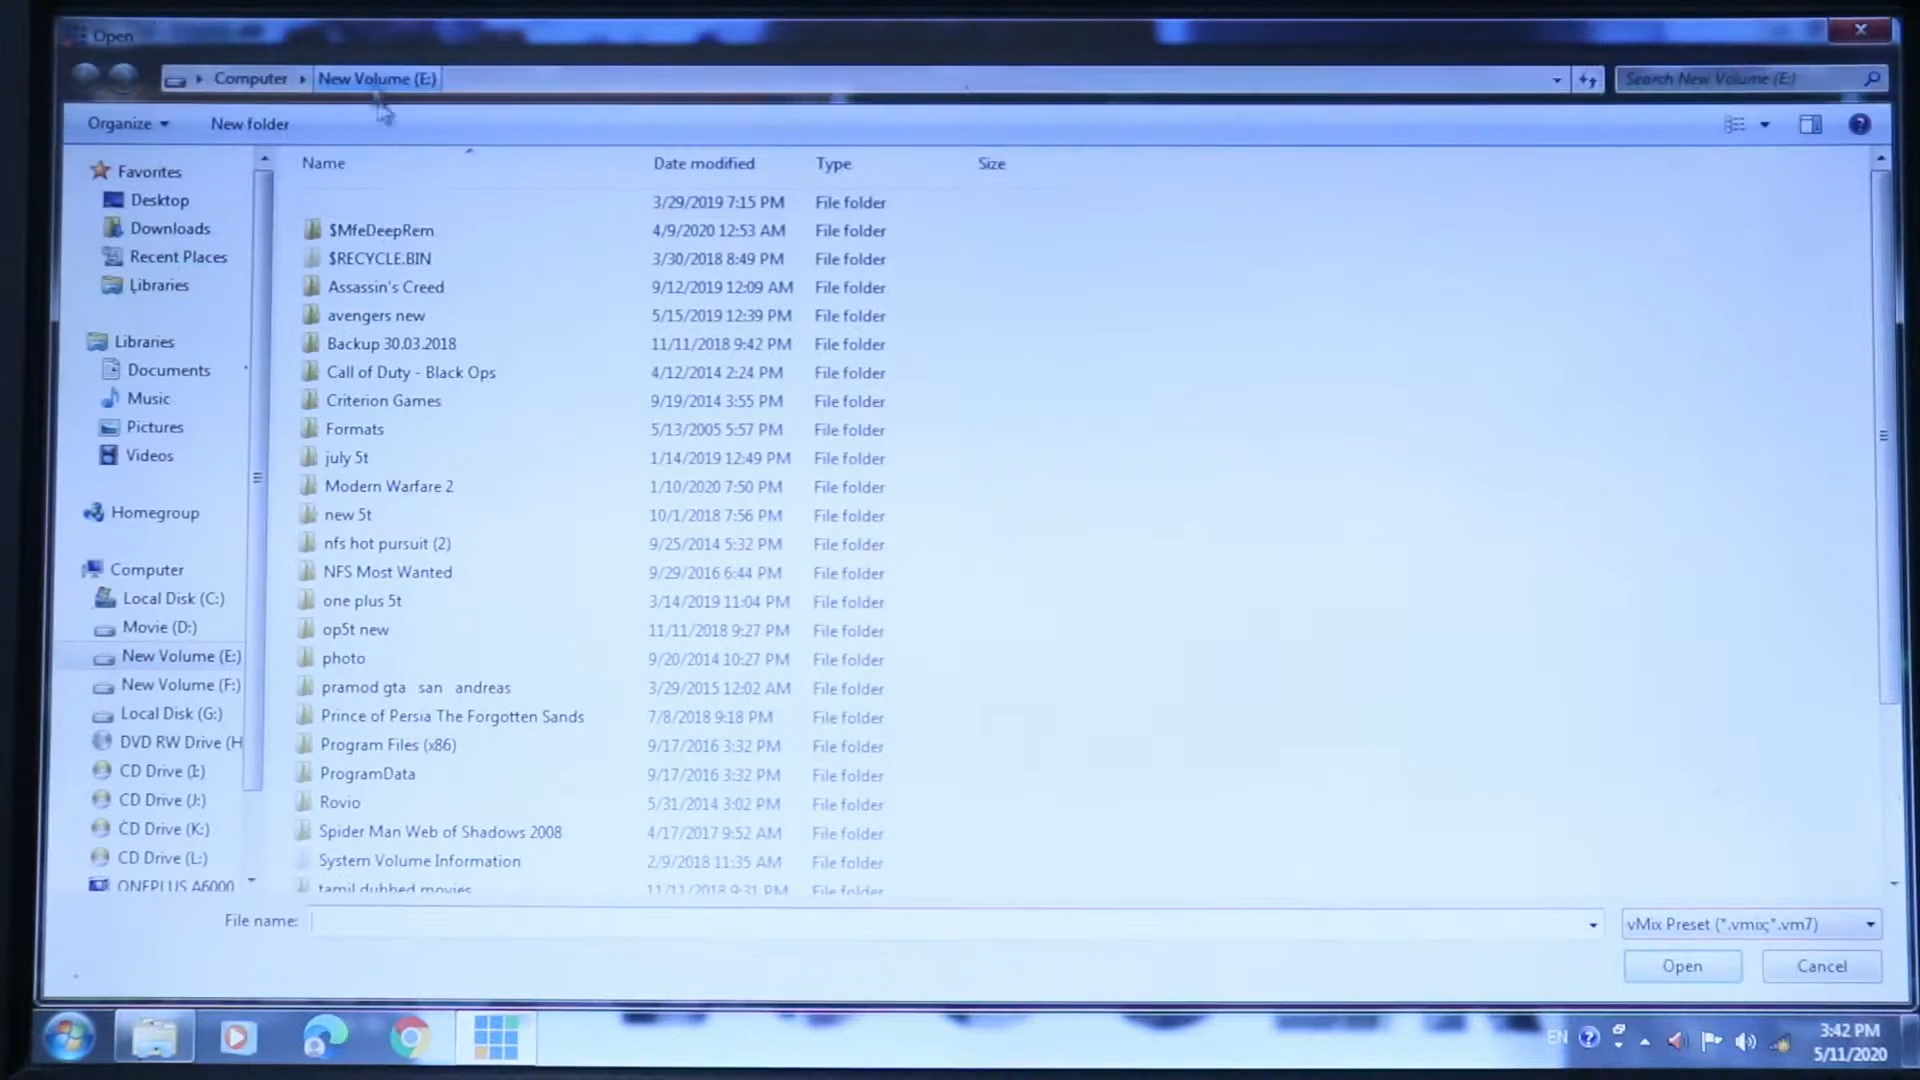 Open
Computer New Volume (E:)
Search New Volume (E:)
Organize New folder
Name Date modified Type Size
3/29/2019 7:15 PM File folder
$MfeDeepRem 4/9/2020 12:53 AM File folder
$RECYCLE.BIN 3/30/2018 8:49 PM File folder
Assassin's Creed 9/12/2019 12:09 AM File folder
avengers new 5/15/2019 12:39 PM File folder
Backup 30.03.2018 11/11/2018 9:42 PM File folder
Call of Duty - Black Ops 4/12/2014 2:24 PM File folder
Criterion Games 9/19/2014 3:55 PM File folder
Formats 5/13/2005 5:57 PM File folder
july 5t 1/14/2019 12:49 PM File folder
Modern Warfare 2 1/10/2020 7:50 PM File folder
new 5t 10/1/2018 7:56 PM File folder
nfs hot pursuit (2) 9/25/2014 5:32 PM File folder
NFS Most Wanted 9/29/2016 6:44 PM File folder
one plus 5t 3/14/2019 11:04 PM File folder
op5t new 11/11/2018 9:27 PM File folder
photo 9/20/2014 10:27 PM File folder
pramod gta san andreas 3/29/2015 12:02 AM File folder
Prince of Persia The Forgotten Sands 7/8/2018 9:18 PM File folder
Program Files (x86) 9/17/2016 3:32 PM File folder
ProgramData 9/17/2016 3:32 PM File folder
Rovio 5/31/2014 3:02 PM File folder
Spider Man Web of Shadows 2008 4/17/2017 9:52 AM File folder
System Volume Information 2/9/2018 11:35 AM File folder
tamil dubbed movies 11/11/2018 9:31 PM File folder
Favorites
Desktop
Downloads
Recent Places
Libraries
Libraries
Documents
Music
Pictures
Videos
Homegroup
Computer
Local Disk (C:)
Movie (D:)
New Volume (E:)
New Volume (F:)
Local Disk (G:)
DVD RW Drive (H
CD Drive (I:)
CD Drive (J:)
CD Drive (K:)
CD Drive (L:)
ONEPLUS A6000
File name:
vMix Preset (*.vmix;*.vm7)
Open Cancel
EN
3:42 PM
5/11/2020